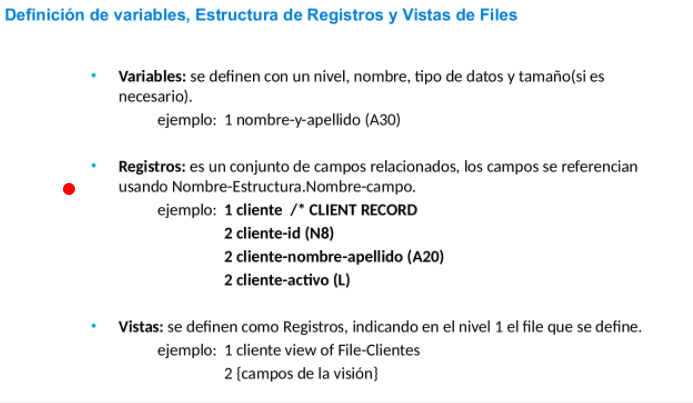 Definición de variables, Estructura de Registros y Vistas de Files
• Variables: se definen con un nivel, nombre, tipo de datos y tamaño(si es
necesario).
ejemplo: 1 nombre-y-apellido (A30)
• Registros: es un conjunto de campos relacionados, los campos se referencian
usando Nombre-Estructura.Nombre-campo.
ejemplo: 1 cliente /* CLIENT RECORD
2 cliente-id (N8)
2 cliente-nombre-apellido (A20)
2 cliente-activo (L)
• Vistas: se definen como Registros, indicando en el nivel 1 el file que se define.
ejemplo: 1 cliente view of File-Clientes
2 {campos de la visión}